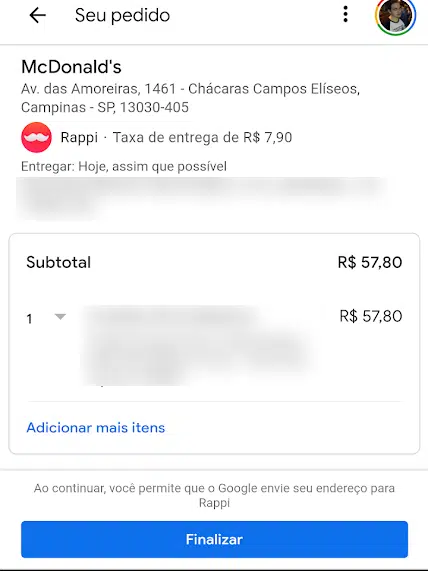 Seu pedido
McDonald's
Av. das Amoreiras, 1461 - Chácaras Campos Elíseos,
Campinas - SP, 13030-405
Rappi · Taxa de entrega de R$ 7,90
Entregar: Hoje, assim que possível
Subtotal R$ 57,80
1 R$ 57,80
Adicionar mais itens
Ao continuar, você permite que o Google envie seu endereço para
Rappi
Finalizar